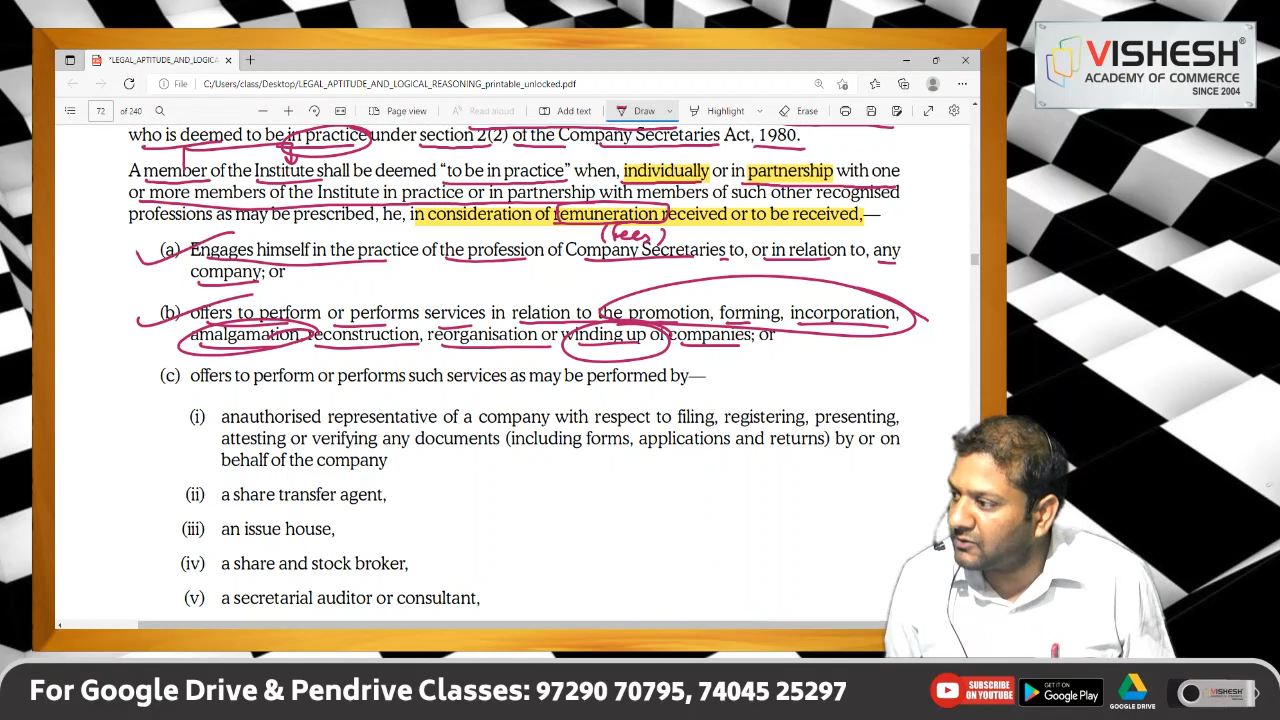 *LEGAL_APTITUDE_AND_LOGICA
File C:/Users/class/Desktop/LEGAL_APTITUDE_AND_LOGICAL_REASONING_printable_unlocked.pdf
72 of 240 Page view Read aloud Add text Draw Highlight Erase
who is deemed to be in practice under section 2(2) of the Company Secretaries Act, 1980.
A member of the Institute shall be deemed “to be in practice” when, individually or in partnership with one
or more members of the Institute in practice or in partnership with members of such other recognised
professions as may be prescribed, he, in consideration of remuneration received or to be received,—
(Fees)
(a) Engages himself in the practice of the profession of Company Secretaries to, or in relation to, any
company; or
(b) offers to perform or performs services in relation to the promotion, forming, incorporation,
amalgamation, reconstruction, reorganisation or winding up of companies; or
(c) offers to perform or performs such services as may be performed by—
(i) anauthorised representative of a company with respect to filing, registering, presenting,
attesting or verifying any documents (including forms, applications and returns) by or on
behalf of the company
(ii) a share transfer agent,
(iii) an issue house,
(iv) a share and stock broker,
(v) a secretarial auditor or consultant,
VISHESH®
ACADEMY OF COMMERCE
SINCE 2004
For Google Drive & Pendrive Classes: 97290 70795, 74045 25297
SUBSCRIBE
ON YOUTUBE
GET IT ON
Google Play
GOOGLE DRIVE
VISHESH